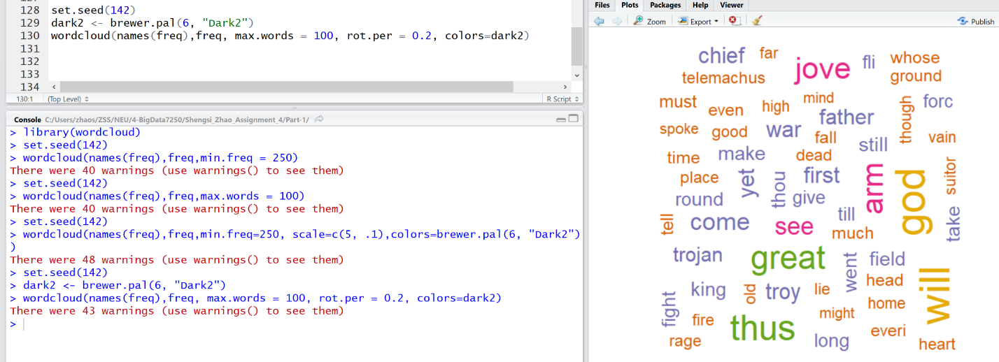 128 set.seed(142)
129 dark2 <- brewer.pal(6, "Dark2")
130 wordcloud(names(freq),freq, max.words = 100, rot.per = 0.2, colors=dark2)
131
132
133
134
130:1 (Top Level) R Script
Console C:/Users/zhaos/ZSS/NEU/4-BigData7250/Shengsi_Zhao_Assignment_4/Part-1/
> library(wordcloud)
> set.seed(142)
> wordcloud(names(freq),freq,min.freq = 250)
There were 40 warnings (use warnings() to see them)
> set.seed(142)
> wordcloud(names(freq),freq,max.words = 100)
There were 40 warnings (use warnings() to see them)
> set.seed(142)
> wordcloud(names(freq),freq,min.freq=250, scale=c(5, .1),colors=brewer.pal(6, "Dark2")
)
There were 48 warnings (use warnings() to see them)
> set.seed(142)
> dark2 <- brewer.pal(6, "Dark2")
> wordcloud(names(freq),freq, max.words = 100, rot.per = 0.2, colors=dark2)
There were 43 warnings (use warnings() to see them)
>
Files Plots Packages Help Viewer
Zoom Export Publish
chief far jove fli whose
telemachus ground
must even high mind father though forc
spoke good war fall still vain
time make dead
place yet thou first arm god suitor
round give
tell come see till much take
trojan great went field
king old troy lie head will
fight fire might home
rage thus long everi heart